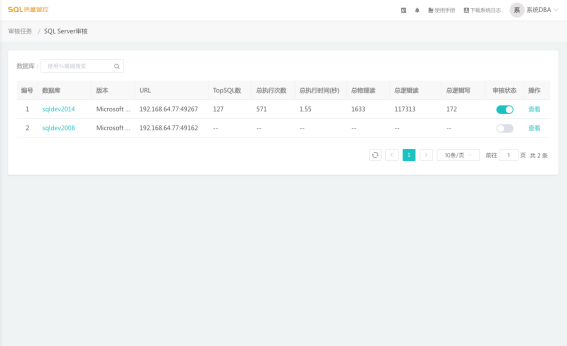 SQL质量管控 使用手册 下载系统日志 系 系统DBA
审核任务 / SQL Server审核
数据库: 使用%模糊搜索
编号 数据库 版本 URL TopSQL数 总执行次数 总执行时间(秒) 总物理读 总逻辑读 总逻辑写 审核状态 操作
1 sqldev2014 Microsoft ... 192.168.64.77:49267 127 571 1.55 1633 117313 172 查看
2 sqldev2008 Microsoft ... 192.168.64.77:49162 -- -- -- -- -- -- 查看
< 1 > 10条/页 前往 1 页 共 2 条